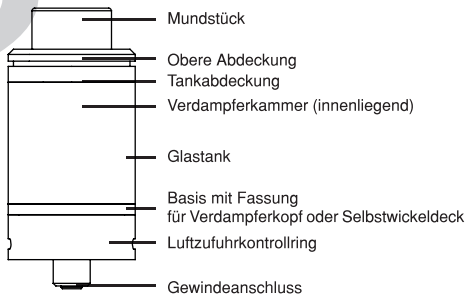 Mundstück
Obere Abdeckung
Tankabdeckung
Verdampferkammer (innenliegend)
Glastank
Basis mit Fassung
für Verdampferkopf oder Selbstwickeldeck
Luftzufuhrkontrollring
Gewindeanschluss